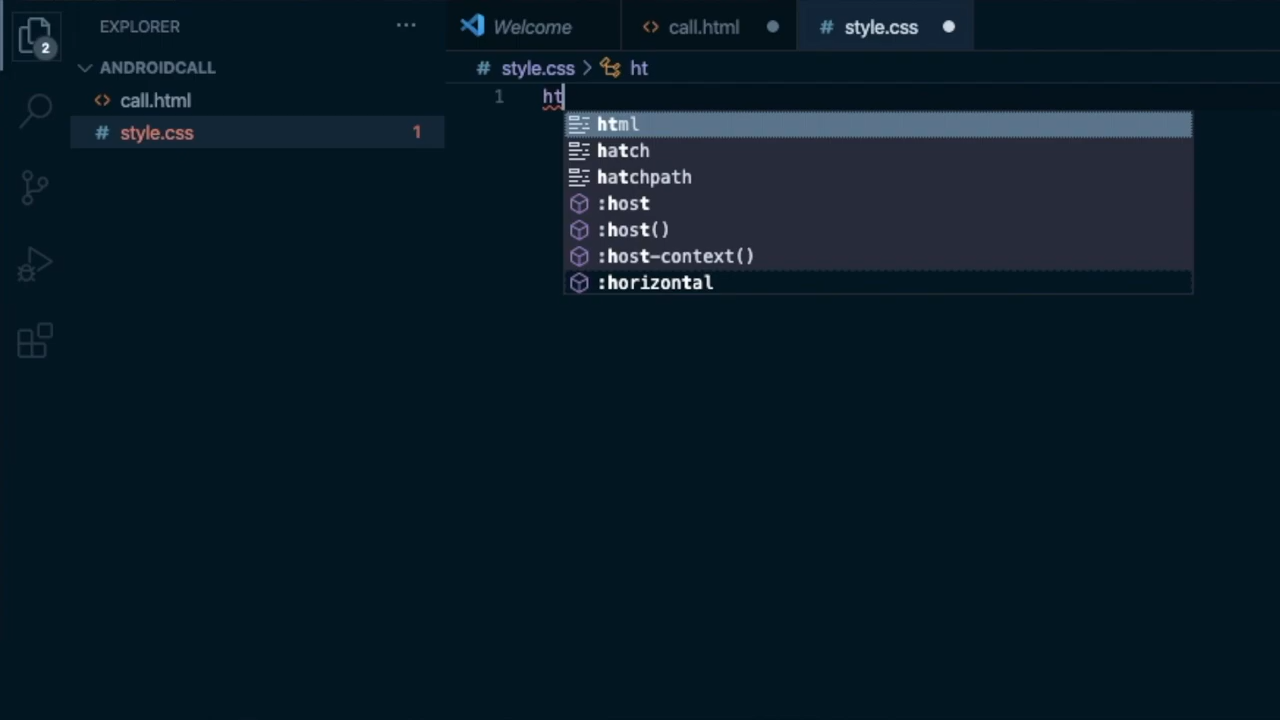 2
EXPLORER ...
ANDROIDCALL
<> call.html
# style.css 1
Welcome
<> call.html
# style.css
# style.css > ht
1 ht
html
hatch
hatchpath
:host
:host()
:host-context()
:horizontal